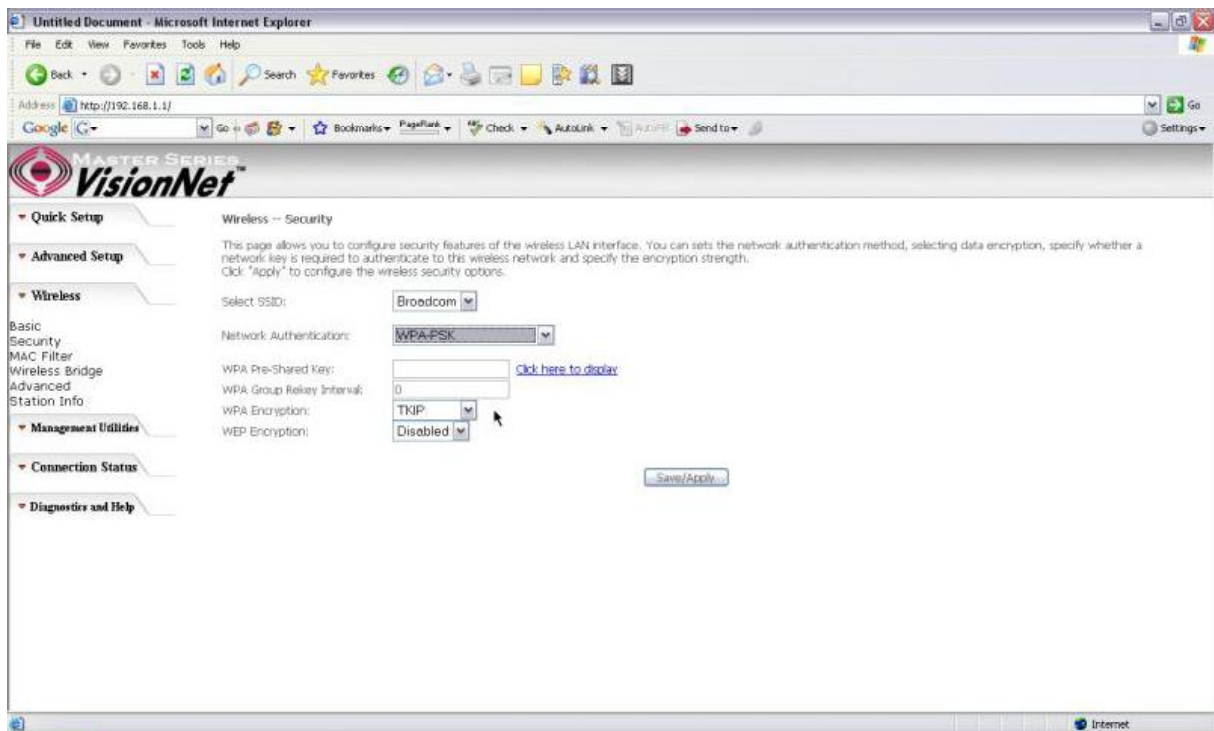 Untitled Document - Microsoft Internet Explorer
File Edit View Favorites Tools Help
Back Search Favorites
Address http://192.168.1.1/ Go
Google G Go Bookmarks PageRank Check AutoLink AutoFill Send to Settings
MASTER SERIES
VisionNet™
Quick Setup
Advanced Setup
Wireless
Basic
Security
MAC Filter
Wireless Bridge
Advanced
Station Info
Management Utilities
Connection Status
Diagnostics and Help
Wireless -- Security
This page allows you to configure security features of the wireless LAN interface. You can sets the network authentication method, selecting data encryption, specify whether a
network key is required to authenticate to this wireless network and specify the encryption strength.
Click "Apply" to configure the wireless security options.
Select SSID: Broadcom
Network Authentication: WPA-PSK
WPA Pre-Shared Key: Click here to display
WPA Group Rekey Interval: 0
WPA Encryption: TKIP
WEP Encryption: Disabled
Save/Apply
Internet